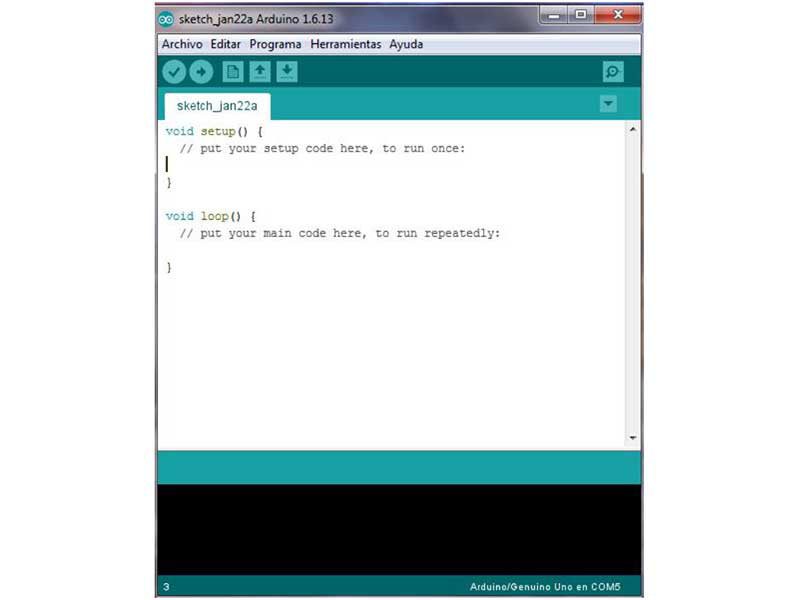 sketch_jan22a Arduino 1.6.13
Archivo Editar Programa Herramientas Ayuda
sketch_jan22a
void setup() {
// put your setup code here, to run once:
}
void loop() {
// put your main code here, to run repeatedly:
}
3 Arduino/Genuino Uno en COM5